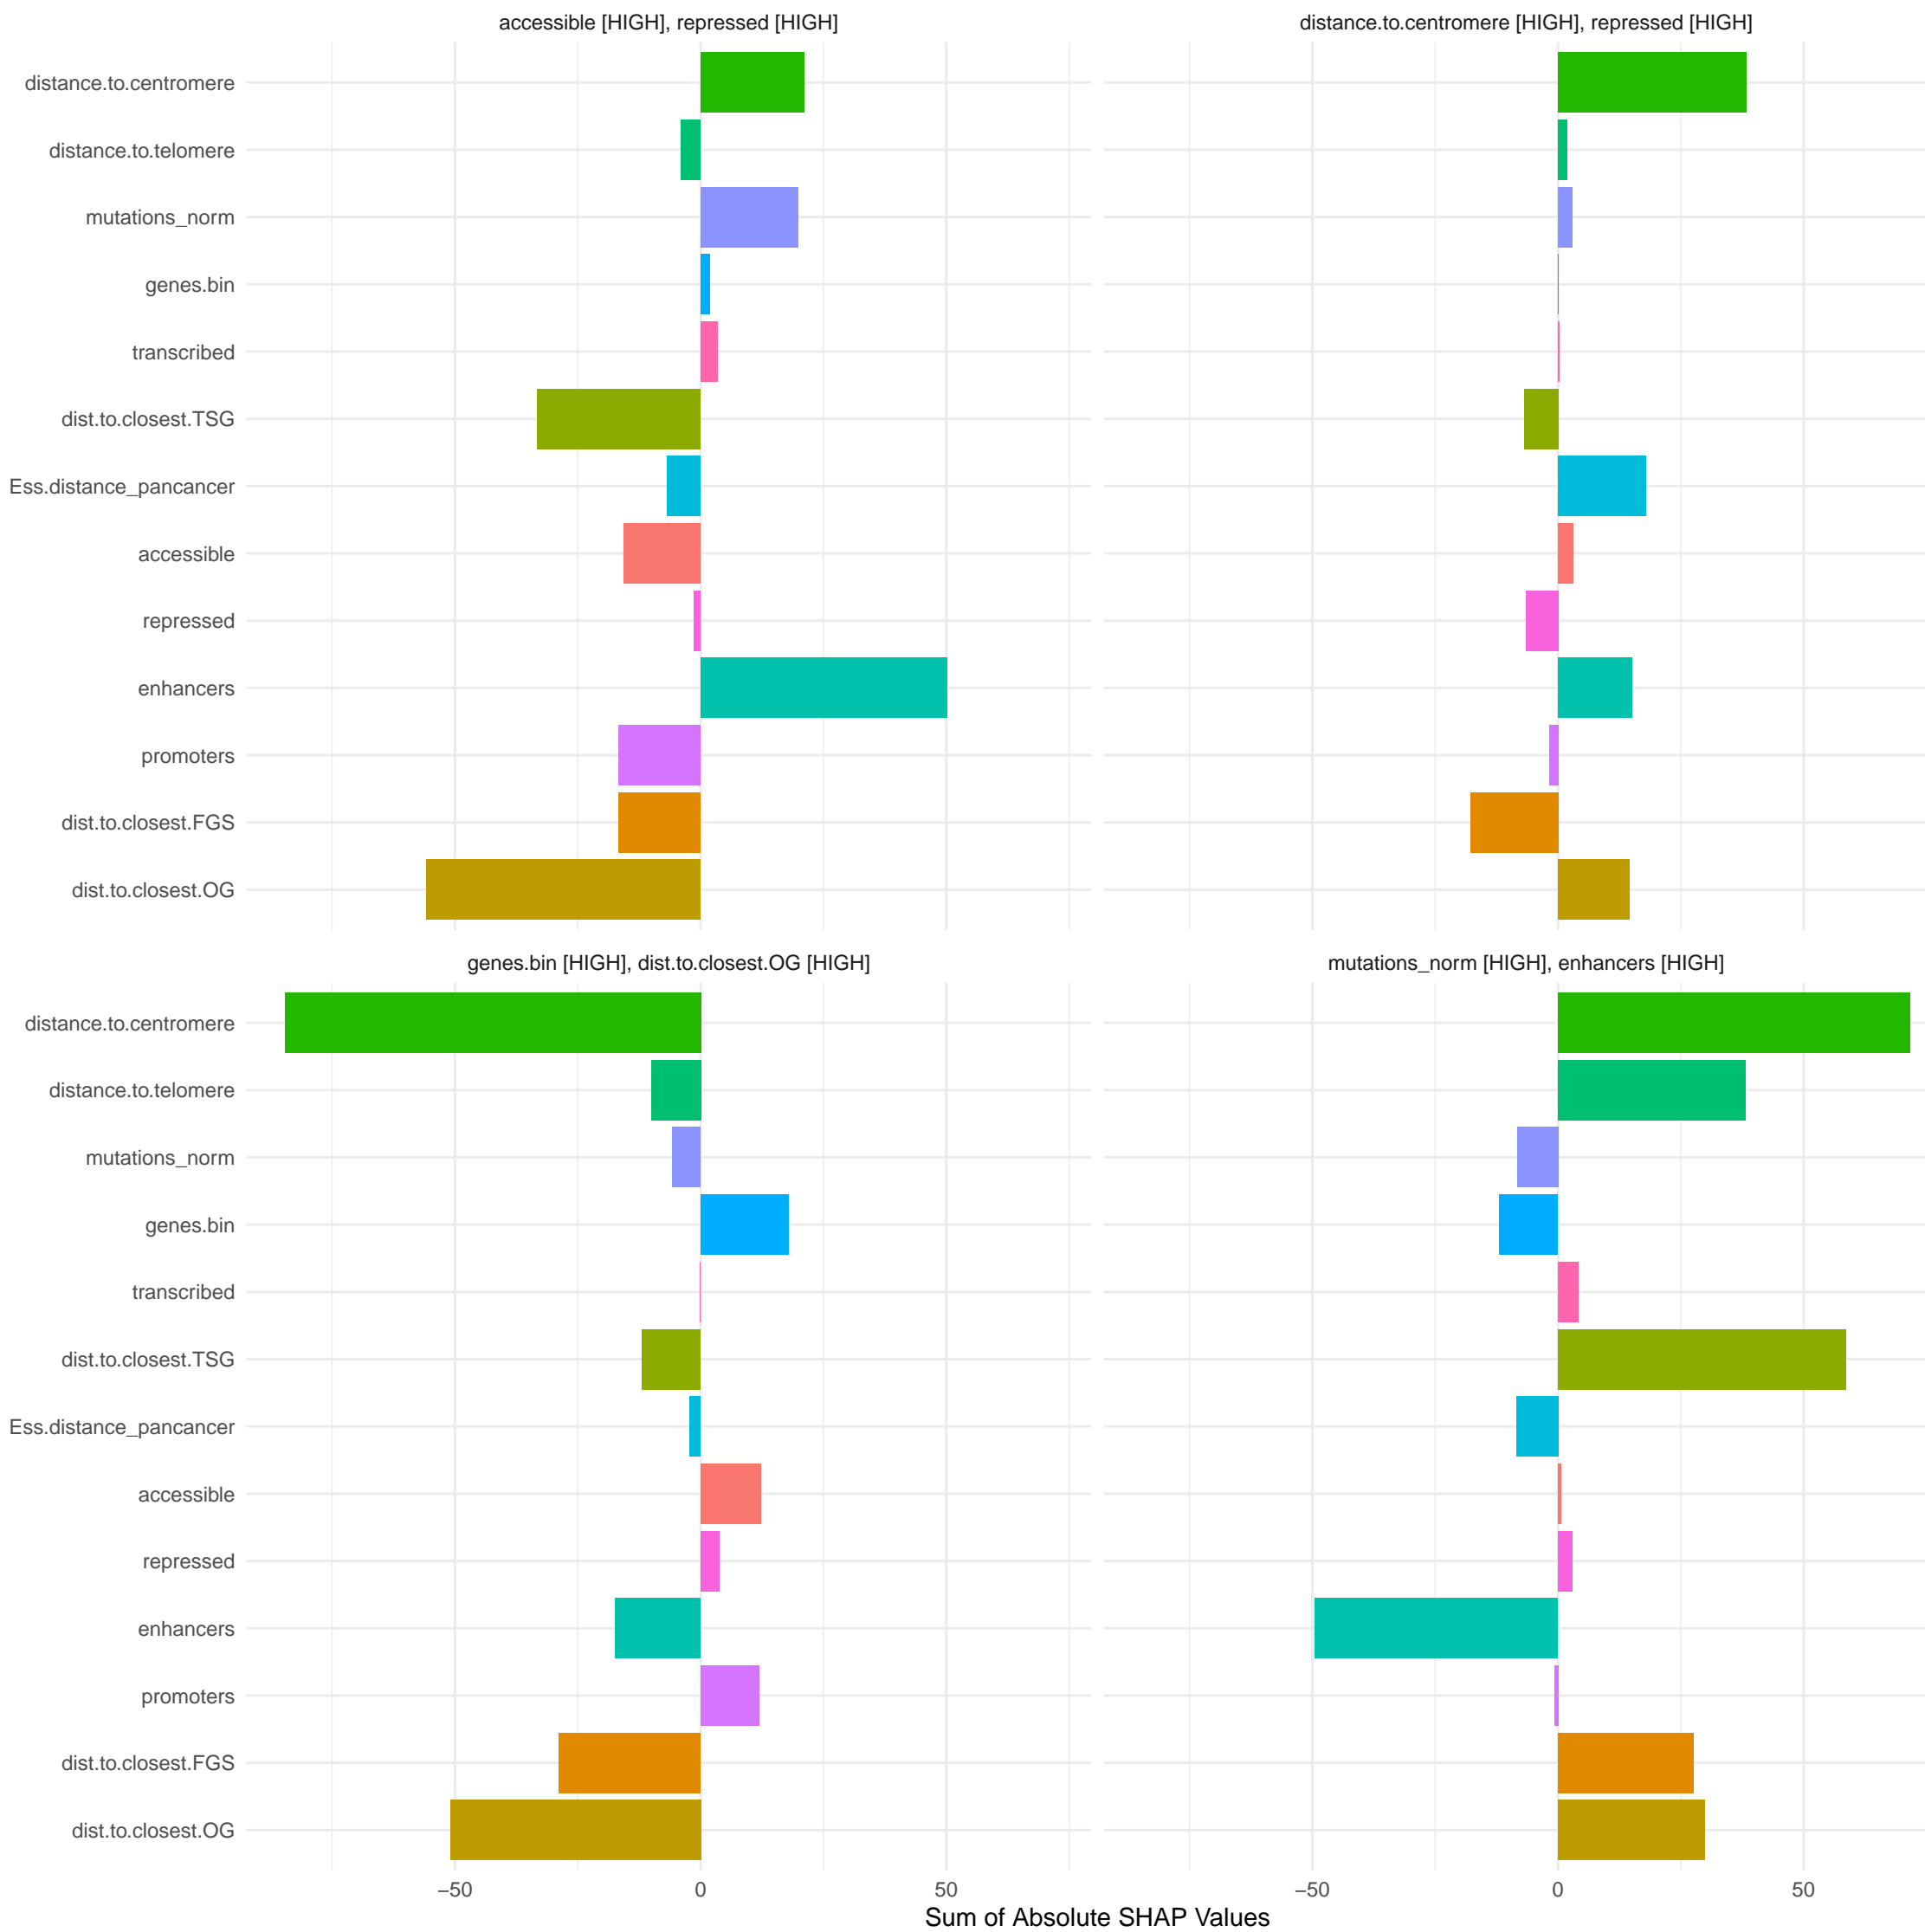 accessible [HIGH], repressed [HIGH]
distance.to.centromere [HIGH], repressed [HIGH]
distance.to.centromere
distance.to.telomere
mutations_norm
genes.bin
transcribed
dist.to.closest.TSG
Ess.distance_pancancer
accessible
repressed
enhancers
promoters
dist.to.closest.FGS
dist.to.closest.OG
genes.bin [HIGH], dist.to.closest.OG [HIGH]
mutations_norm [HIGH], enhancers [HIGH]
distance.to.centromere
distance.to.telomere
mutations_norm
genes.bin
transcribed
dist.to.closest.TSG
Ess.distance_pancancer
accessible
repressed
enhancers
promoters
dist.to.closest.FGS
dist.to.closest.OG
−50 0 50 −50 0 50
Sum of Absolute SHAP Values